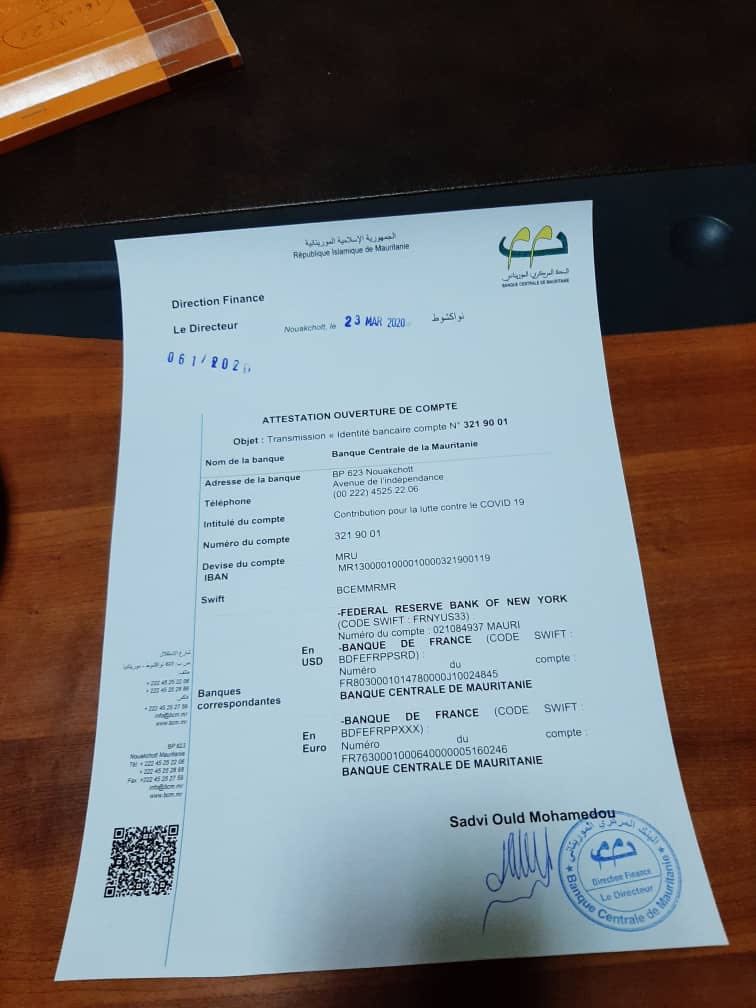 الجمهورية الإسلامية الموريتانية
République Islamique de Mauritanie
BANQUE CENTRALE DE MAURITANIE
Direction Finance
Le Directeur
Nouakchott, le 23 MAR 2020 نواكشوط
061/2020
ATTESTATION OUVERTURE DE COMPTE
Objet : Transmission « Identité bancaire compte N° 321 90 01
Nom de la banque Banque Centrale de la Mauritanie
Adresse de la banque BP 623 Nouakchott
Avenue de l'indépendance
Téléphone (00 222) 4525 22 06
Intitulé du compte Contribution pour la lutte contre le COVID 19
Numéro du compte 321 90 01
Devise du compte MRU
IBAN MR1300001000010000321900119
Swift BCEMMRMR
Banques correspondantes
En USD
-FEDERAL RESERVE BANK OF NEW YORK
(CODE SWIFT : FRNYUS33)
Numéro du compte : 021084937 MAURI
-BANQUE DE FRANCE (CODE SWIFT :
BDFEFRPPSRD) :
Numéro du compte :
FR8030001014780000J10024845
BANQUE CENTRALE DE MAURITANIE
En Euro
-BANQUE DE FRANCE (CODE SWIFT :
BDFEFRPPXXX) :
Numéro du compte :
FR7630001000640000005160246
BANQUE CENTRALE DE MAURITANIE
شارع الاستقلال
ص ب: 623 نواكشوط - موريتانيا
هاتف
+ 222 45 25 22 06
+ 222 45 25 28 88
فاكس
+ 222 45 25 27 59
info@bcm.mr
www.bcm.mr
BP 623
Nouakchott Mauritanie
Tél: + 222 45 25 22 06
+ 222 45 25 28 88
Fax: +222 45 25 27 59
info@bcm.mr
www.bcm.mr
Sadvi Ould Mohamedou
البنك المركزي الموريتاني
Direction Finance
Le Directeur
Banque Centrale de Mauritanie